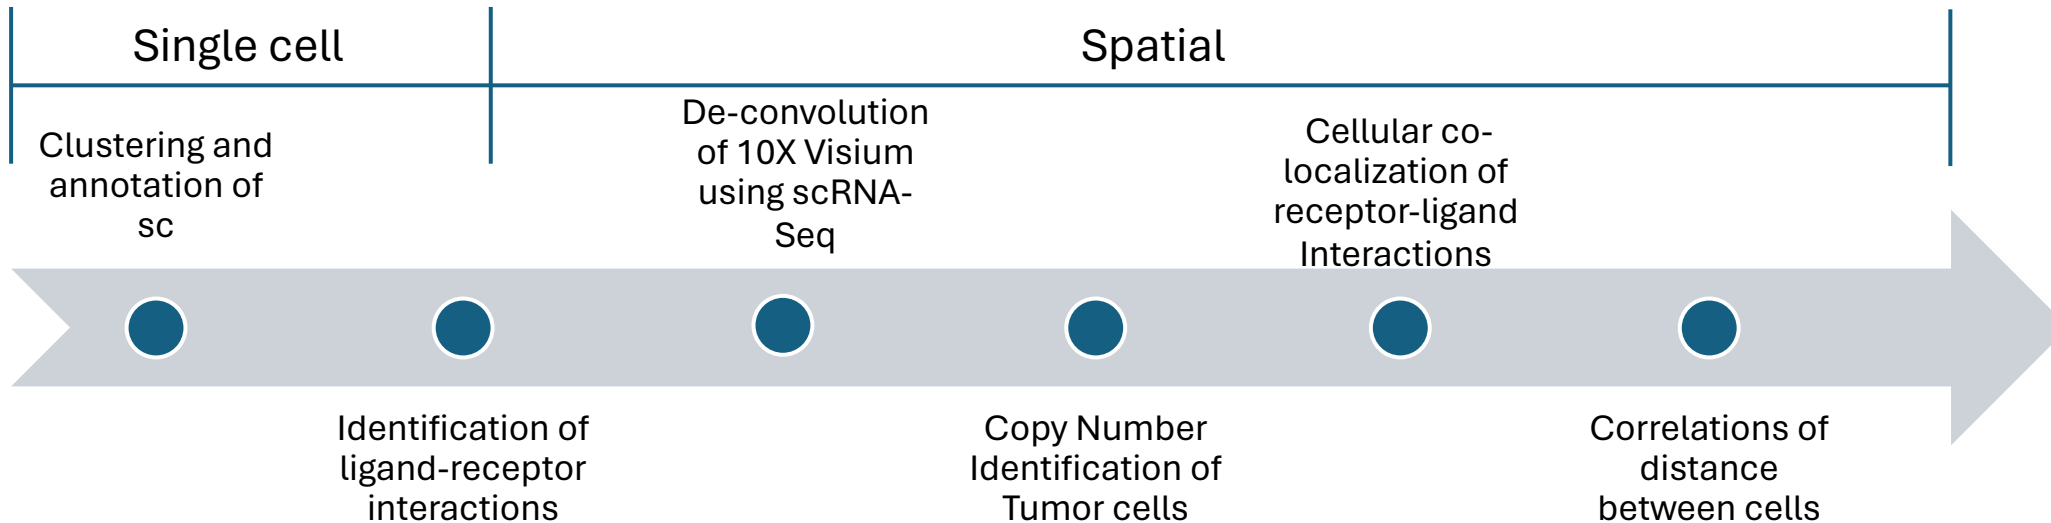 Single cell
Spatial
Clustering and
annotation of
sc
Identification of
ligand-receptor
interactions
De-convolution
of 10X Visium
using scRNA-
Seq
Copy Number
Identification of
Tumor cells
Cellular co-
localization of
receptor-ligand
Interactions
Correlations of
distance
between cells